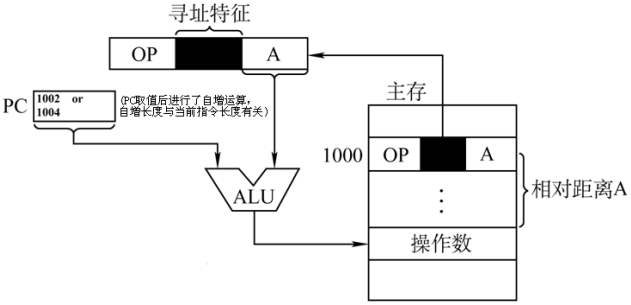 寻址特征
OP
A
PC
1002 or
1004
(PC取值后进行了自增运算，
自增长度与当前指令长度有关)
主存
1000
OP
A
ALU
⋮
相对距离A
操作数